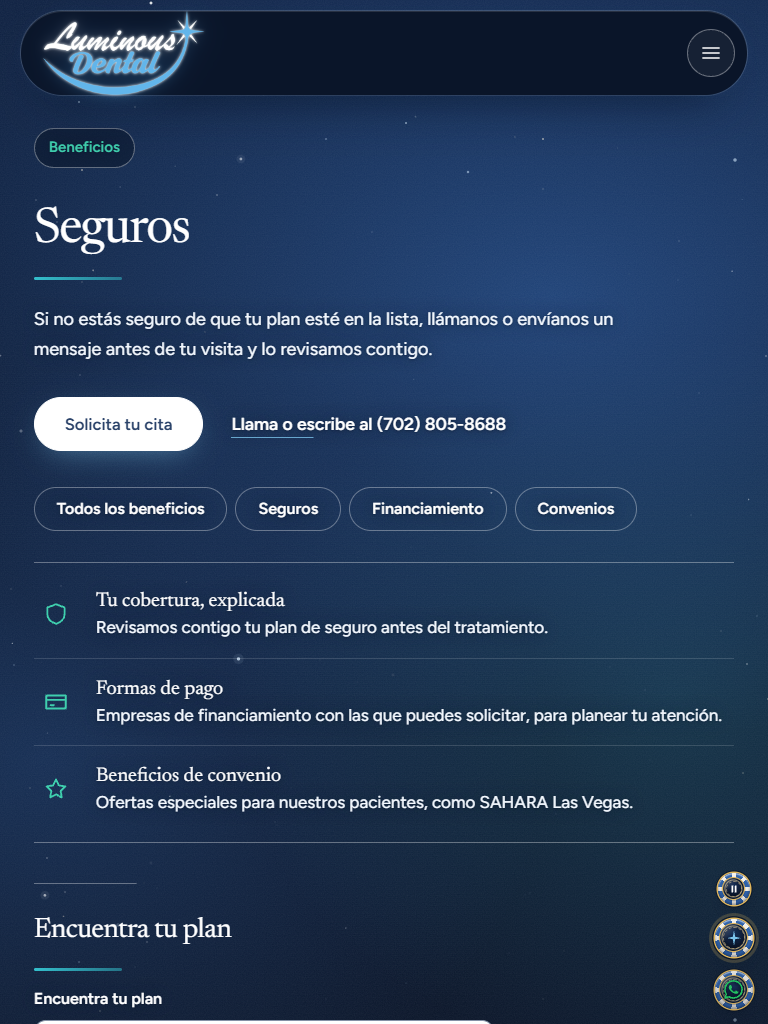 Luminous
Dental
Beneficios
Seguros
Si no estás seguro de que tu plan esté en la lista, llámanos o envíanos un
mensaje antes de tu visita y lo revisamos contigo.
Solicita tu cita
Llama o escribe al (702) 805-8688
Todos los beneficios
Seguros
Financiamiento
Convenios
Tu cobertura, explicada
Revisamos contigo tu plan de seguro antes del tratamiento.
Formas de pago
Empresas de financiamiento con las que puedes solicitar, para planear tu atención.
Beneficios de convenio
Ofertas especiales para nuestros pacientes, como SAHARA Las Vegas.
Encuentra tu plan
Encuentra tu plan